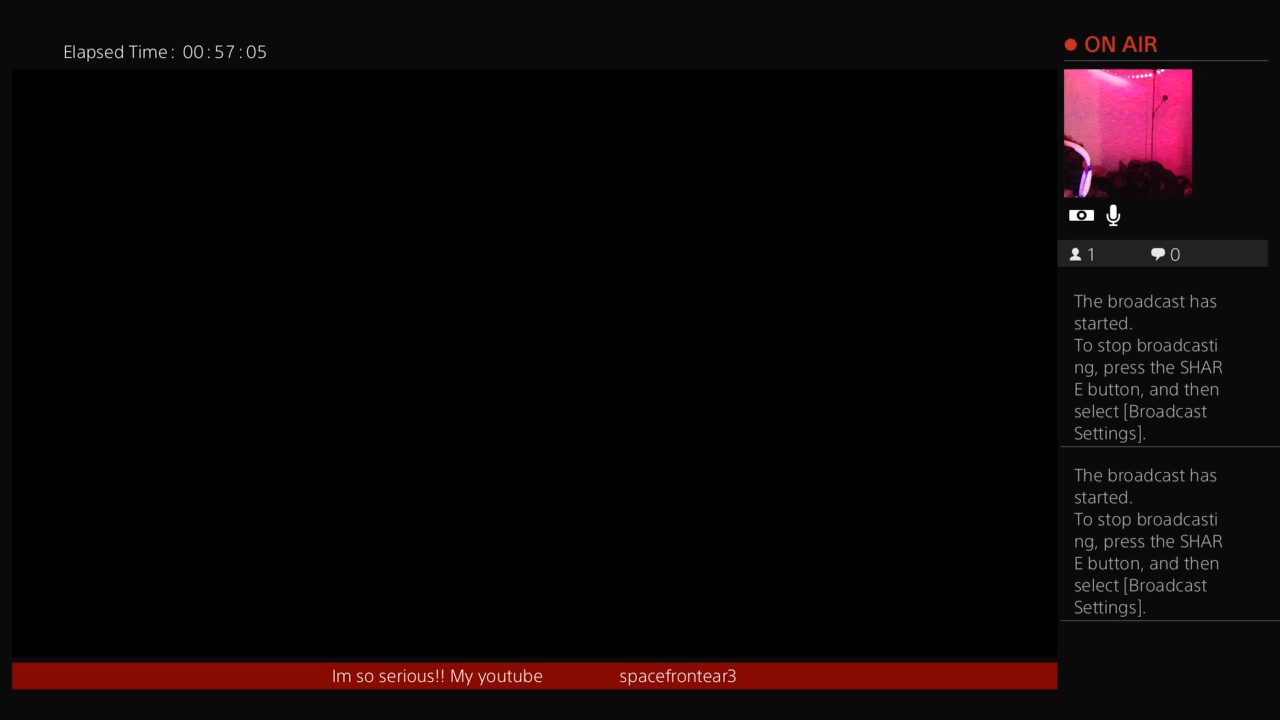 Elapsed Time: 00:57:05
ON AIR
1 0
The broadcast has
started.
To stop broadcasti
ng, press the SHAR
E button, and then
select [Broadcast
Settings].
The broadcast has
started.
To stop broadcasti
ng, press the SHAR
E button, and then
select [Broadcast
Settings].
Im so serious!! My youtube spacefrontear3